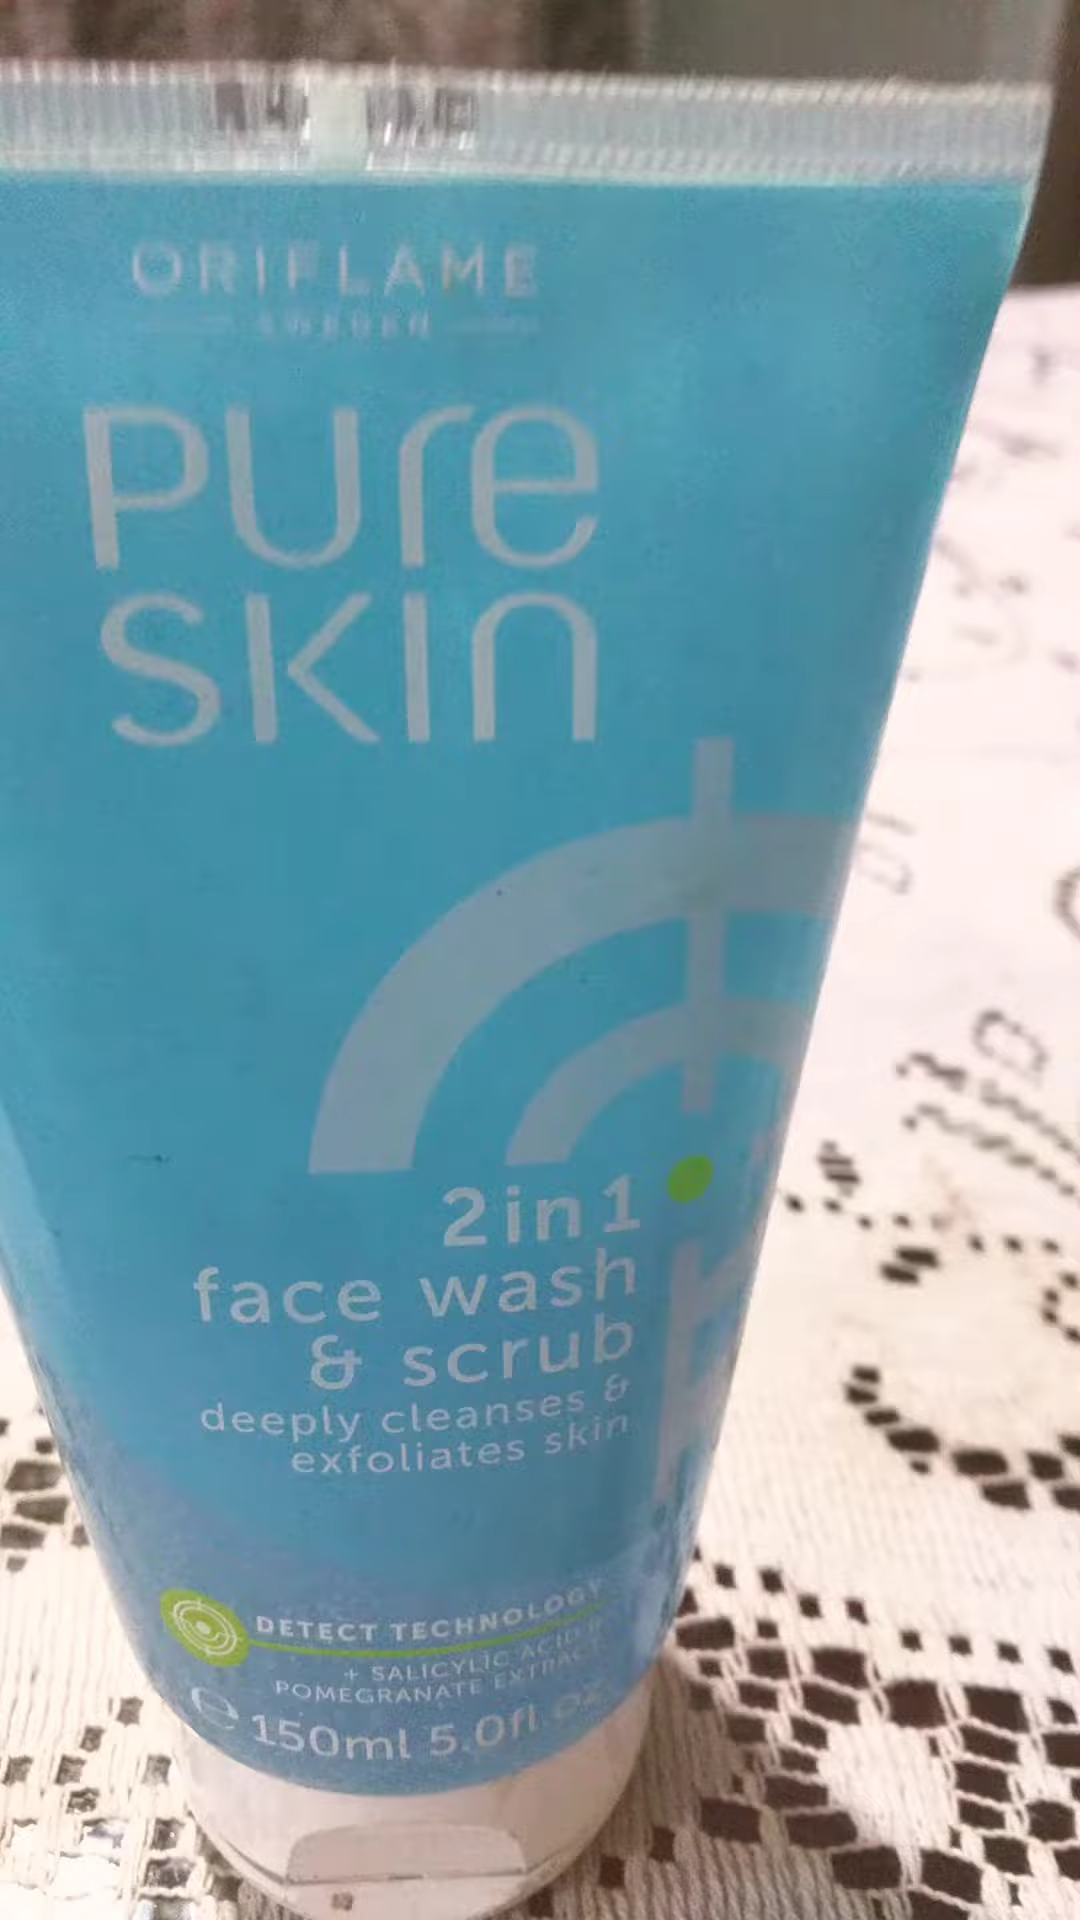 ORIFLAME
SWEDEN
PURE
SKIN
2in1
face wash
& scrub
deeply cleanses &
exfoliates skin
DETECT TECHNOLOGY
+ SALICYLIC ACID
POMEGRANATE EXTRACT
℮ 150ml 5.0fl.oz.